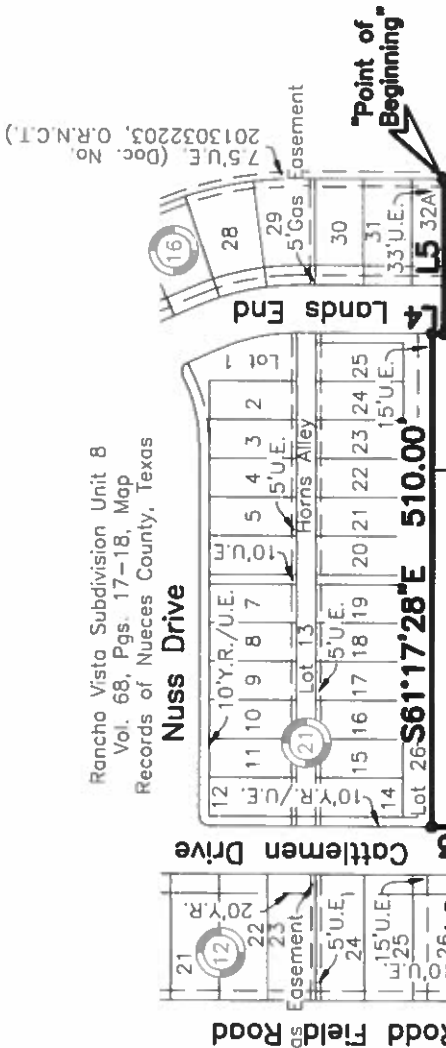 Rancho Vista Subdivision Unit 8
Vol. 68, Pgs. 17-18, Map
Records of Nueces County, Texas
Nuss Drive
7.5'U.E. (Doc. No.
2013032203, O.R.N.C.T.)
"Point of
Beginning"
16
28
29
5'Gas Easement
30
31
33'U.E.
32A
L5
L4
Lands End
Lot 1
2
3
4
5
7
8
9
10
11
12
10'Y.R./U.E.
10'U.E.
5'U.E.
Horns Alley
Lot 13
21
5'U.E.
10'Y.R./U.E.
14
15
16
17
18
19
20
21
22
23
24
25
15'U.E.
Lot 26
S61°17'28"E 510.00'
Cattlemen Drive
20'Y.R.
21
12
22
23
Easement
5'U.E.
24
15'U.E.
25
0'U.E.
26
Rodd Field Road